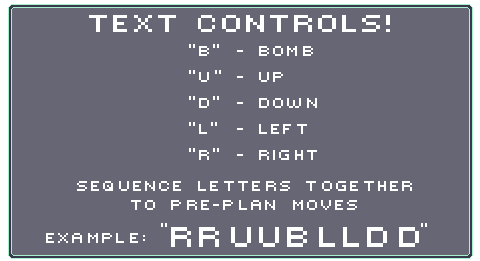 TEXT CONTROLS!
"B" - BOMB
"U" - UP
"D" - DOWN
"L" - LEFT
"R" - RIGHT
SEQUENCE LETTERS TOGETHER
TO PRE-PLAN MOVES
EXAMPLE: "RRUUBLLDD"